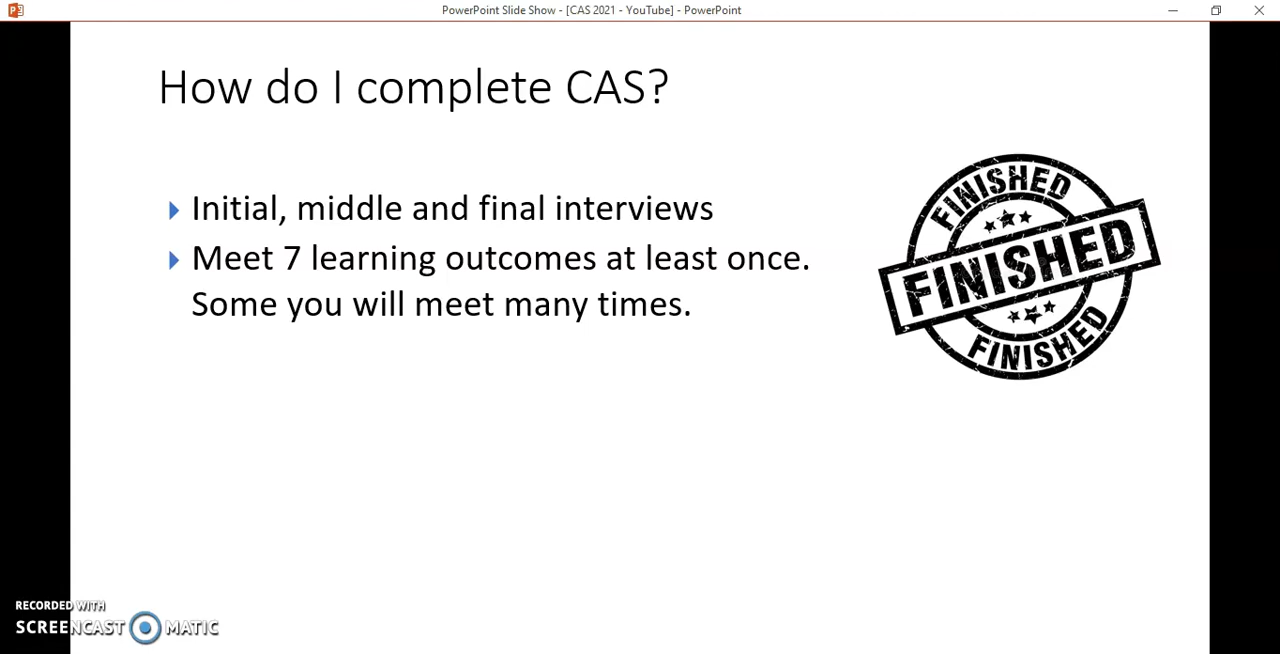 PowerPoint Slide Show - [CAS 2021 - YouTube] - PowerPoint
How do I complete CAS?
Initial, middle and final interviews
Meet 7 learning outcomes at least once.
Some you will meet many times.
FINISHED
FINISHED
FINISHED
RECORDED WITH
SCREENCAST MATIC